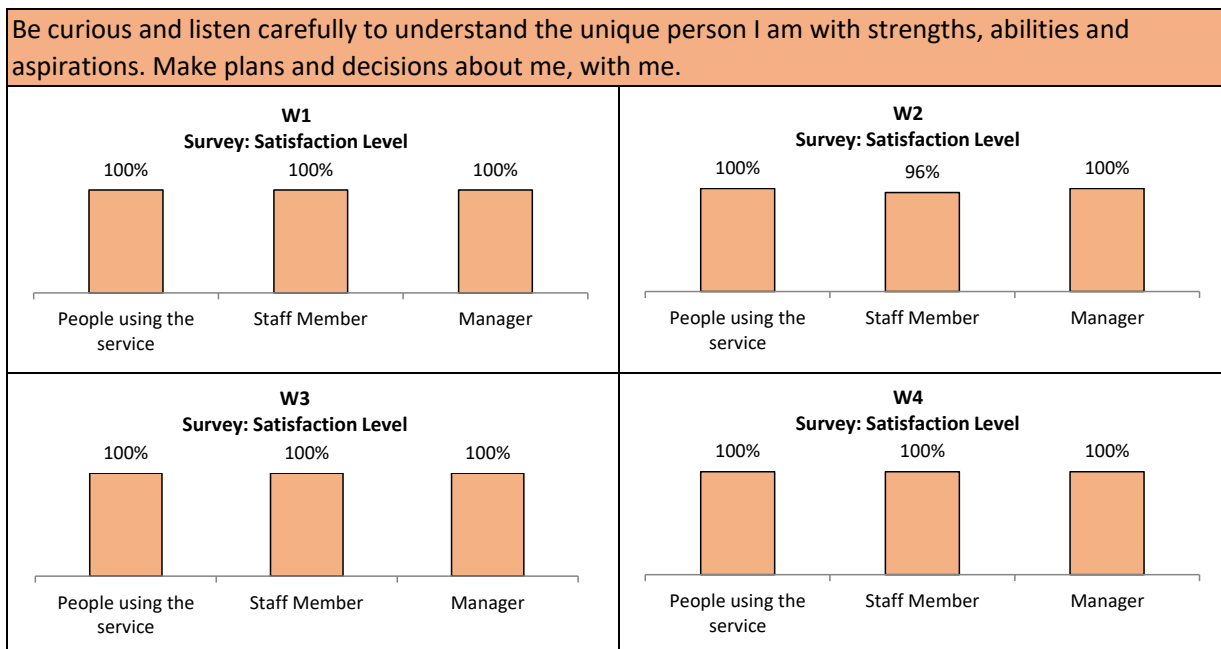 Be curious and listen carefully to understand the unique person I am with strengths, abilities and
aspirations. Make plans and decisions about me, with me.
W1
Survey: Satisfaction Level
100%
100%
100%
People using the
service
Staff Member
Manager
W2
Survey: Satisfaction Level
100%
96%
100%
People using the
service
Staff Member
Manager
W3
Survey: Satisfaction Level
100%
100%
100%
People using the
service
Staff Member
Manager
W4
Survey: Satisfaction Level
100%
100%
100%
People using the
service
Staff Member
Manager